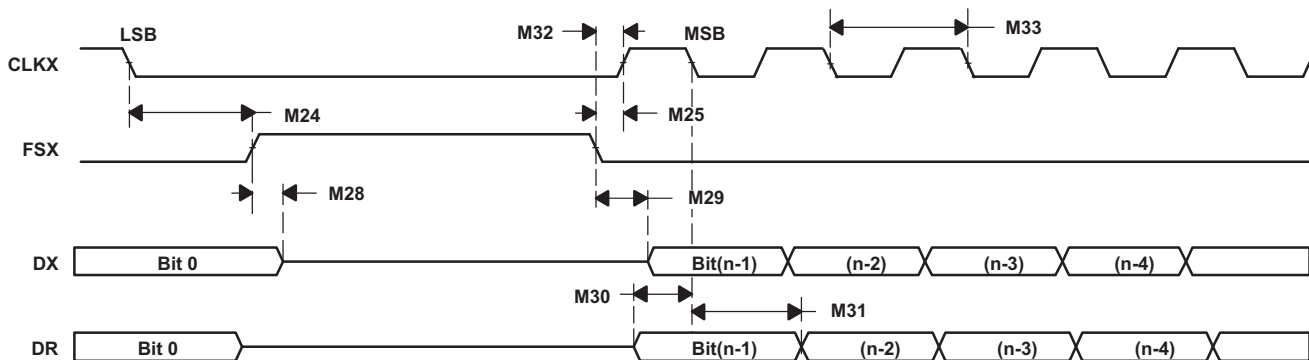 LSB
M32
MSB
M33
CLKX
M24
M25
FSX
M28
M29
DX
Bit 0
Bit(n-1)
(n-2)
(n-3)
(n-4)
M30
M31
DR
Bit 0
Bit(n-1)
(n-2)
(n-3)
(n-4)